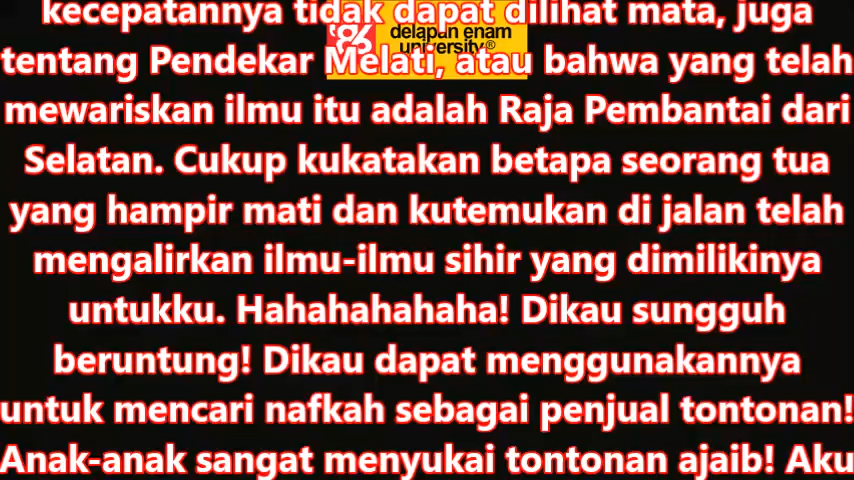 kecepatannya tidak dapat dilihat mata, juga
'86 delapan enam
university®
tentang Pendekar Melati, atau bahwa yang telah
mewariskan ilmu itu adalah Raja Pembantai dari
Selatan. Cukup kukatakan betapa seorang tua
yang hampir mati dan kutemukan di jalan telah
mengalirkan ilmu-ilmu sihir yang dimilikinya
untukku. Hahahahahaha! Dikau sungguh
beruntung! Dikau dapat menggunakannya
untuk mencari nafkah sebagai penjual tontonan!
Anak-anak sangat menyukai tontonan ajaib! Aku